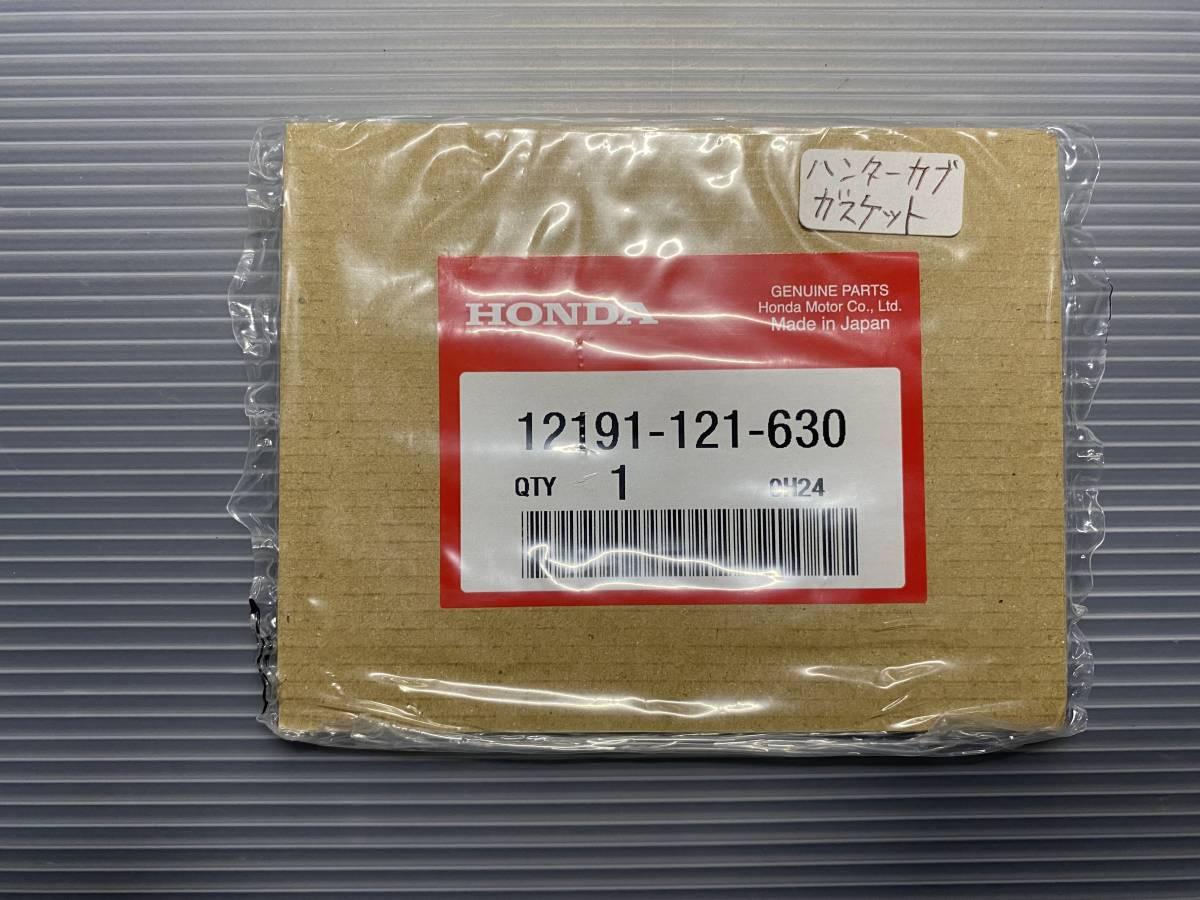 ハンターカブ
ガスケット
HONDA
GENUINE PARTS
Honda Motor Co., Ltd.
Made in Japan
12191-121-630
QTY 1 0H24